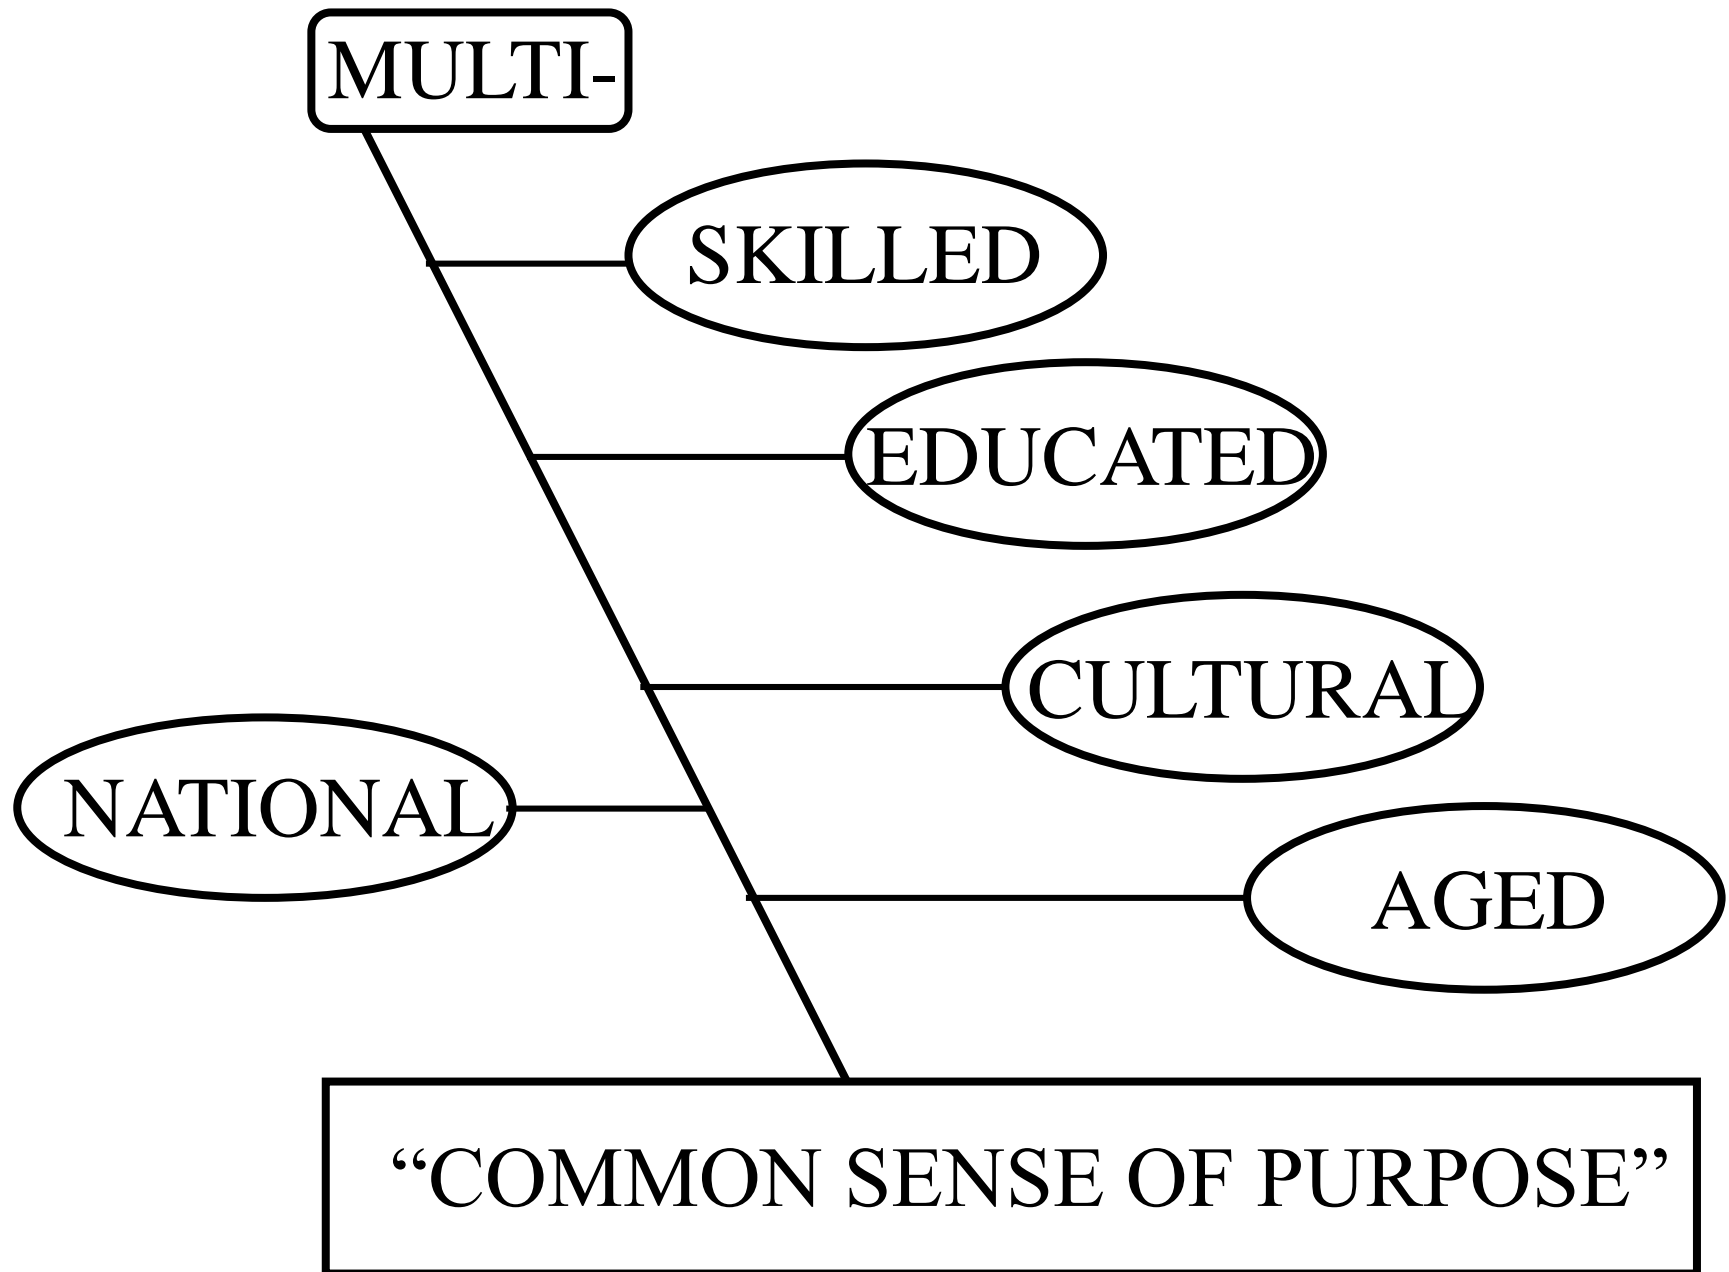 MULTI-
SKILLED
EDUCATED
CULTURAL
NATIONAL
AGED
“COMMON SENSE OF PURPOSE”